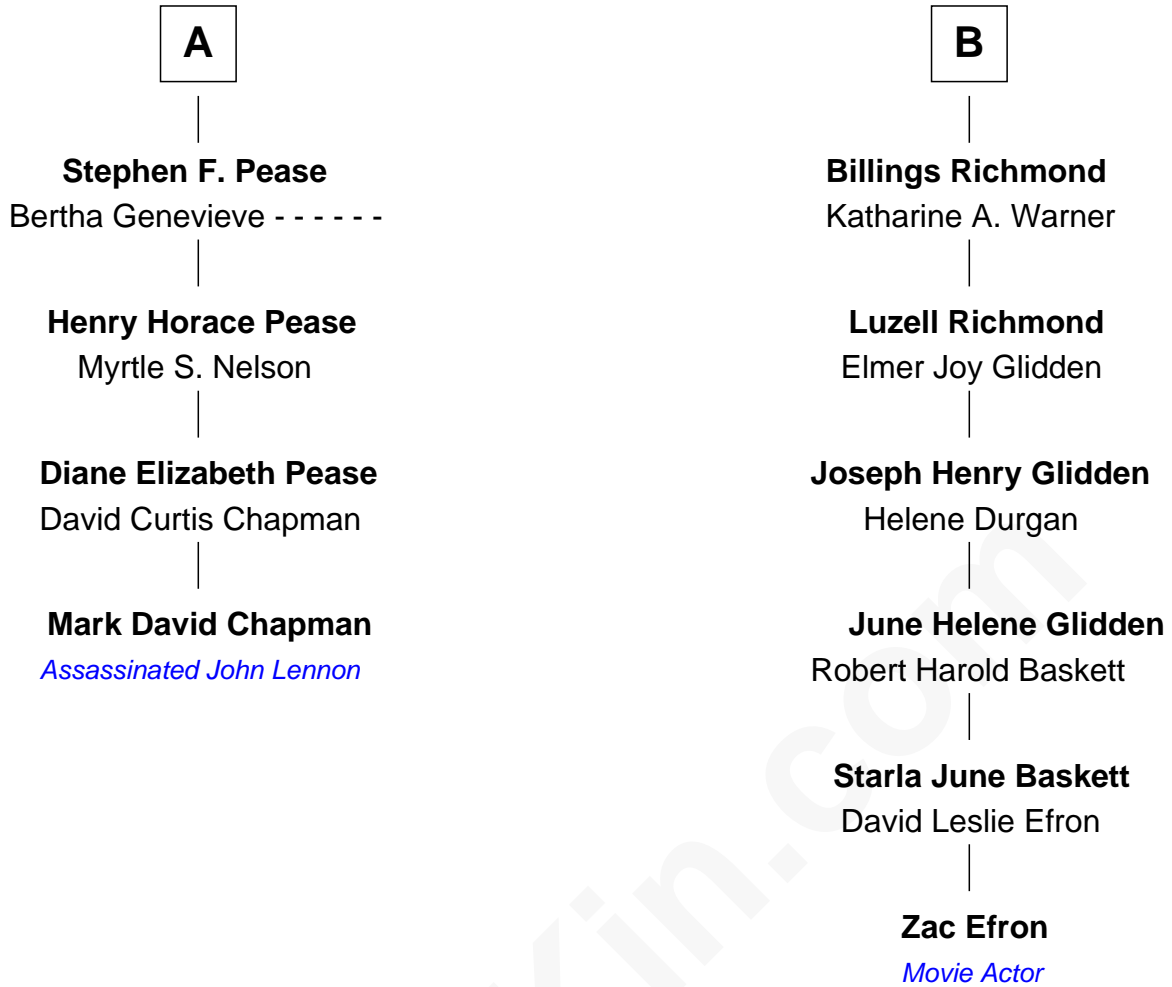 A
Stephen F. Pease
Bertha Genevieve - - - - - -
Henry Horace Pease
Myrtle S. Nelson
Diane Elizabeth Pease
David Curtis Chapman
Mark David Chapman
Assassinated John Lennon
B
Billings Richmond
Katharine A. Warner
Luzell Richmond
Elmer Joy Glidden
Joseph Henry Glidden
Helene Durgan
June Helene Glidden
Robert Harold Baskett
Starla June Baskett
David Leslie Efron
Zac Efron
Movie Actor
Kin.com